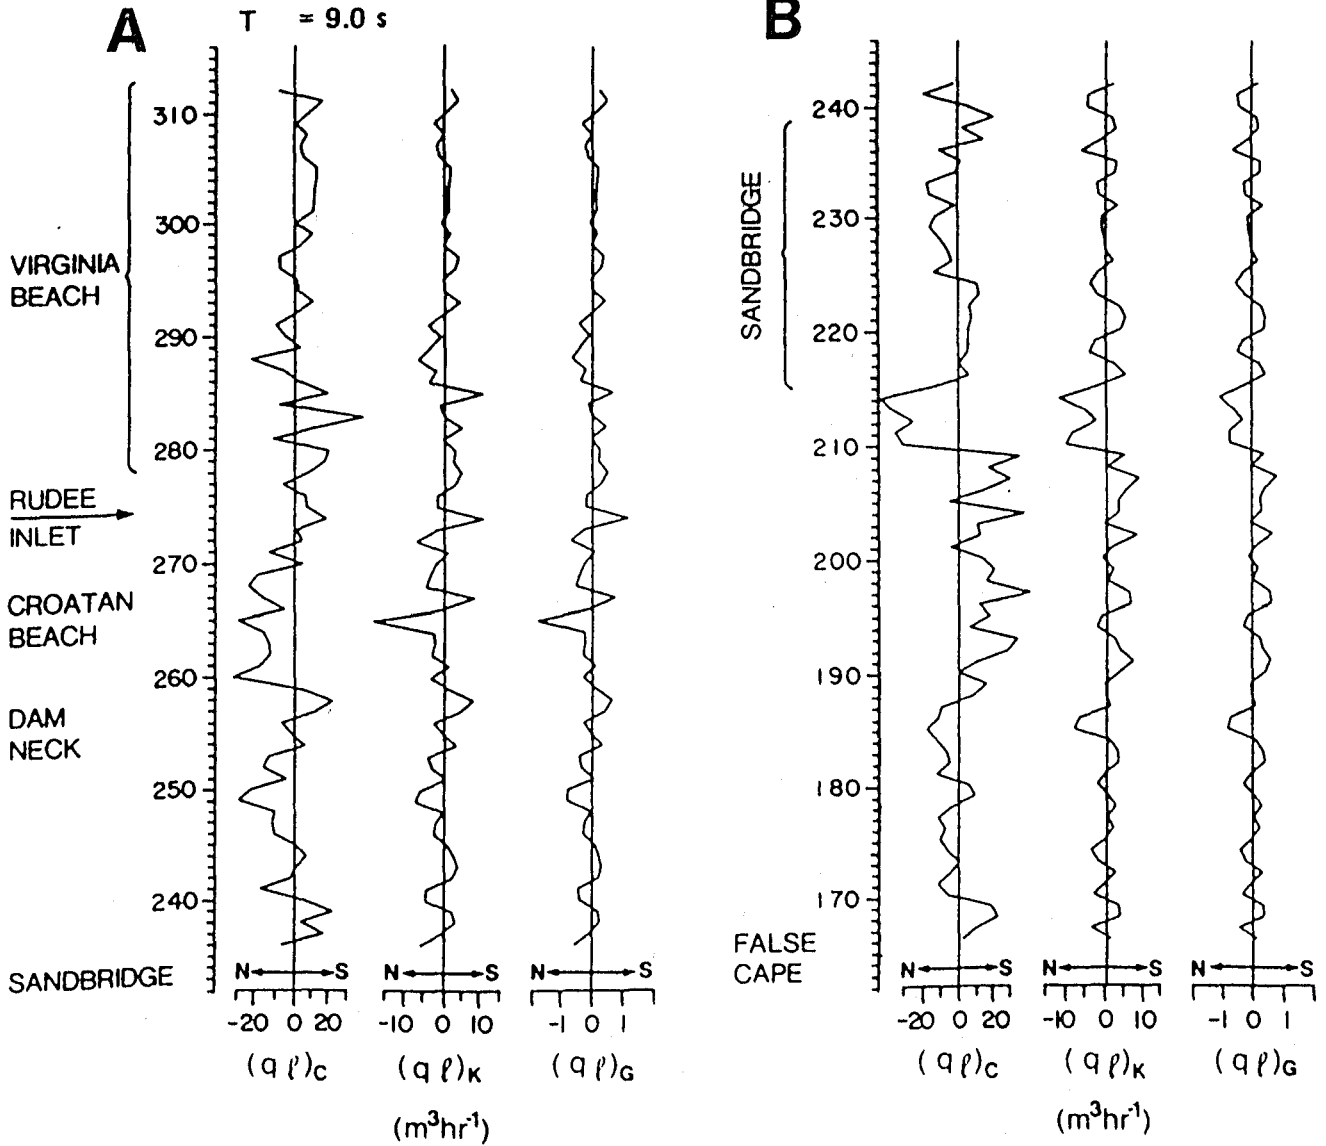 A
T = 9.0 s
310
300
290
280
270
260
250
240
VIRGINIA
BEACH
RUDEE
INLET
CROATAN
BEACH
DAM
NECK
SANDBRIDGE
N S N S N S
-20 0 20 -10 0 10 -1 0 1
(q ℓ)C (q ℓ)K (q ℓ)G
(m³hr⁻¹)
B
240
230
220
210
200
190
180
170
SANDBRIDGE
FALSE
CAPE
N S N S N S
-20 0 20 -10 0 10 -1 0 1
(q ℓ)C (q ℓ)K (q ℓ)G
(m³hr⁻¹)